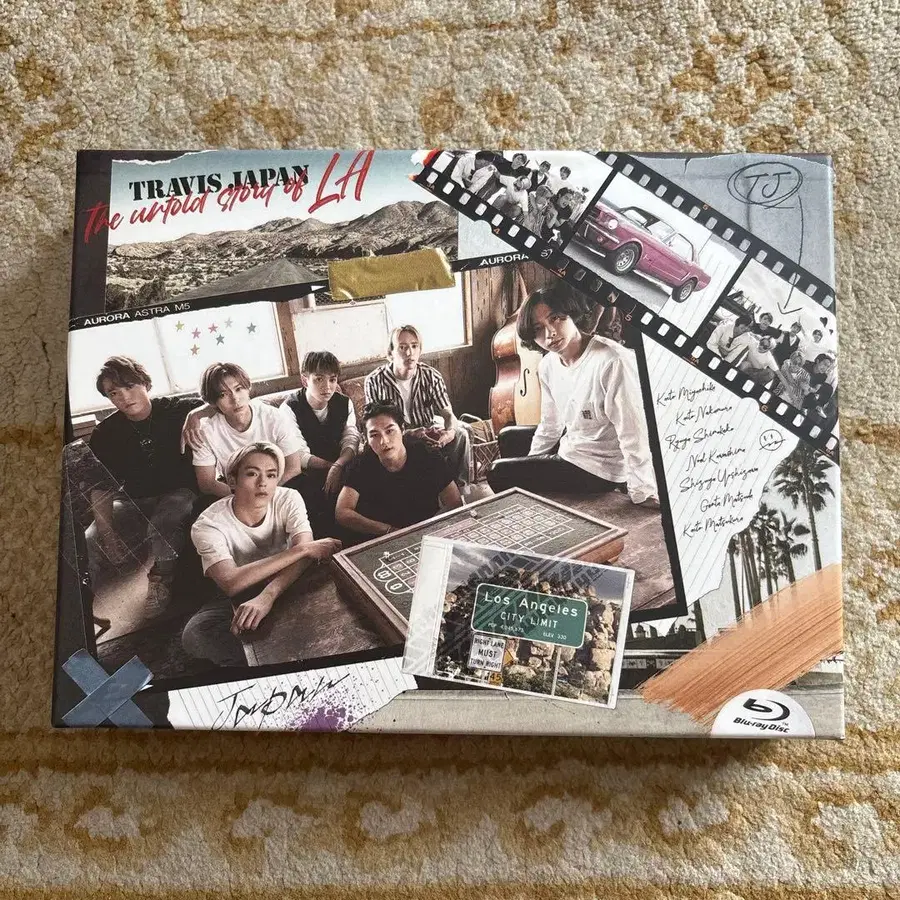 TRAVIS JAPAN
The untold story of LA
TJ
AURORA
AURORA ASTRA M5
Kaito Miyachika
Kaito Nakamura
Ryuya Shimekake
Noel Kawashima
Shizuya Yoshizawa
Genta Matsuda
Kaito Matsukura
Los Angeles
CITY LIMIT
RIGHT LANE
MUST
TURN RIGHT
Japan
Blu-ray Disc